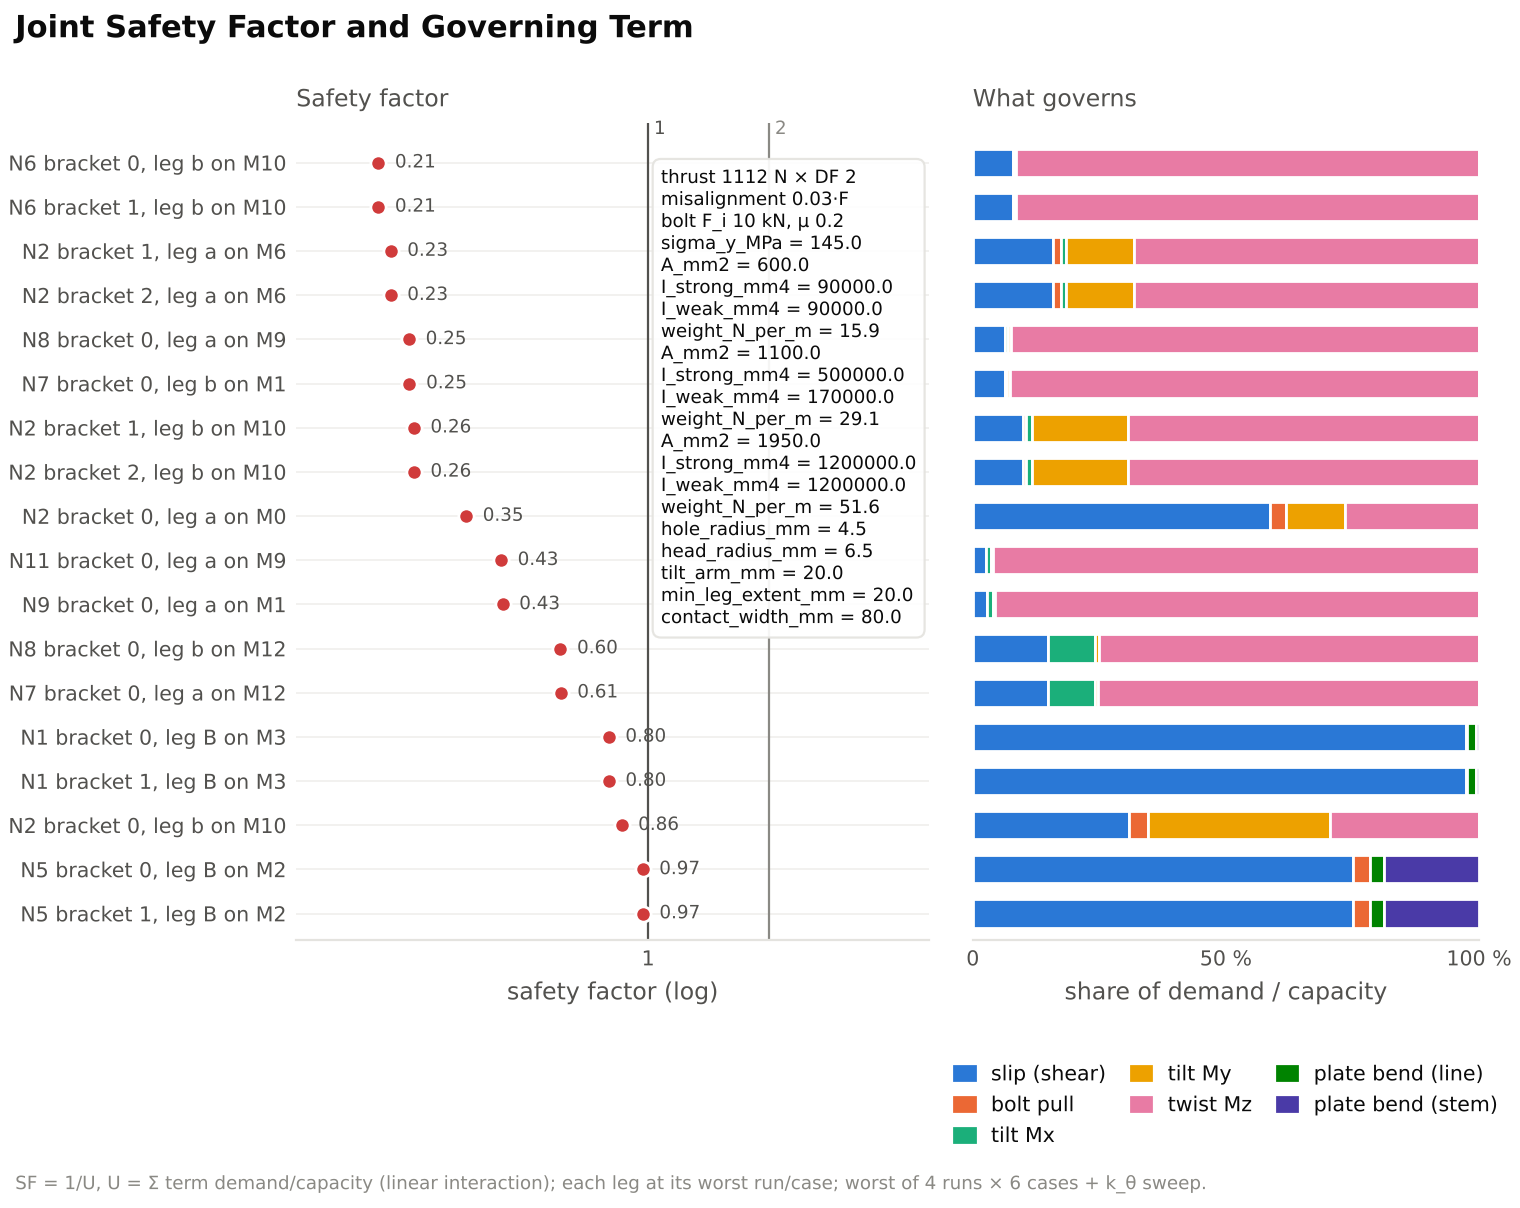 Joint Safety Factor and Governing Term
Safety factor
What governs
1
2
N6 bracket 0, leg b on M10
0.21
N6 bracket 1, leg b on M10
0.21
N2 bracket 1, leg a on M6
0.23
N2 bracket 2, leg a on M6
0.23
N8 bracket 0, leg a on M9
0.25
N7 bracket 0, leg b on M1
0.25
N2 bracket 1, leg b on M10
0.26
N2 bracket 2, leg b on M10
0.26
N2 bracket 0, leg a on M0
0.35
N11 bracket 0, leg a on M9
0.43
N9 bracket 0, leg a on M1
0.43
N8 bracket 0, leg b on M12
0.60
N7 bracket 0, leg a on M12
0.61
N1 bracket 0, leg B on M3
0.80
N1 bracket 1, leg B on M3
0.80
N2 bracket 0, leg b on M10
0.86
N5 bracket 0, leg B on M2
0.97
N5 bracket 1, leg B on M2
0.97
thrust 1112 N × DF 2
misalignment 0.03·F
bolt F_i 10 kN, μ 0.2
sigma_y_MPa = 145.0
A_mm2 = 600.0
I_strong_mm4 = 90000.0
I_weak_mm4 = 90000.0
weight_N_per_m = 15.9
A_mm2 = 1100.0
I_strong_mm4 = 500000.0
I_weak_mm4 = 170000.0
weight_N_per_m = 29.1
A_mm2 = 1950.0
I_strong_mm4 = 1200000.0
I_weak_mm4 = 1200000.0
weight_N_per_m = 51.6
hole_radius_mm = 4.5
head_radius_mm = 6.5
tilt_arm_mm = 20.0
min_leg_extent_mm = 20.0
contact_width_mm = 80.0
1
safety factor (log)
0
50 %
100 %
share of demand / capacity
slip (shear)
bolt pull
tilt Mx
tilt My
twist Mz
plate bend (line)
plate bend (stem)
SF = 1/U, U = Σ term demand/capacity (linear interaction); each leg at its worst run/case; worst of 4 runs × 6 cases + k_θ sweep.